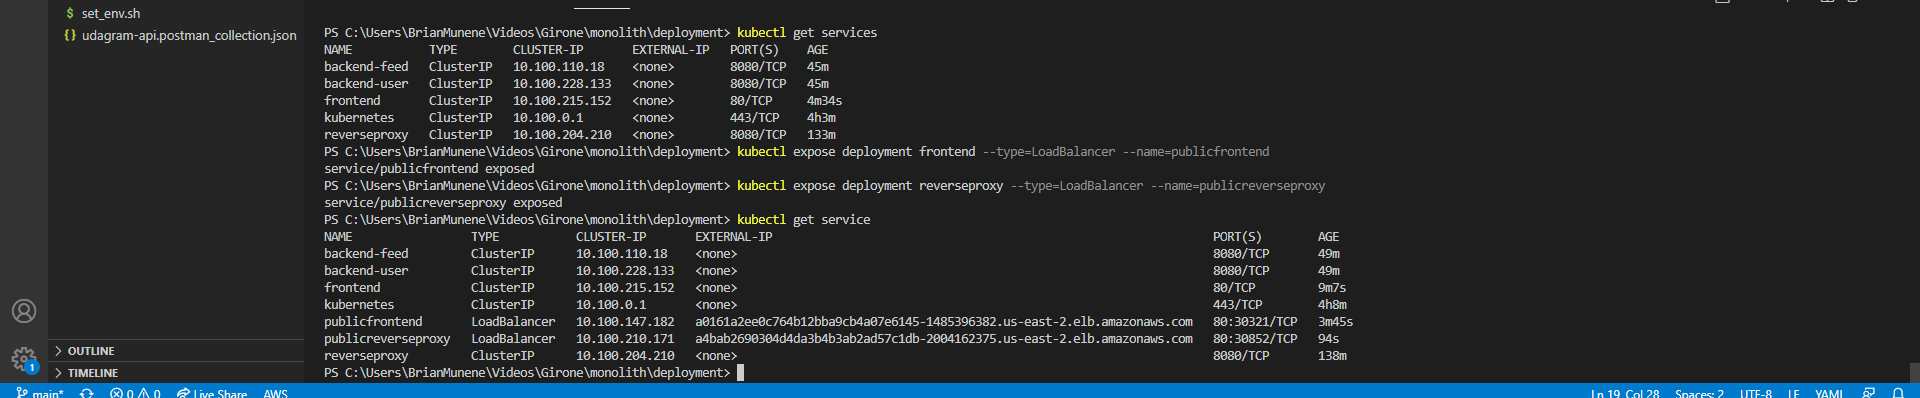 $ set_env.sh
{} udagram-api.postman_collection.json
PS C:\Users\BrianMunene\Videos\Girone\monolith\deployment> kubectl get services
NAME TYPE CLUSTER-IP EXTERNAL-IP PORT(S) AGE
backend-feed ClusterIP 10.100.110.18 <none> 8080/TCP 45m
backend-user ClusterIP 10.100.228.133 <none> 8080/TCP 45m
frontend ClusterIP 10.100.215.152 <none> 80/TCP 4m34s
kubernetes ClusterIP 10.100.0.1 <none> 443/TCP 4h3m
reverseproxy ClusterIP 10.100.204.210 <none> 8080/TCP 133m
PS C:\Users\BrianMunene\Videos\Girone\monolith\deployment> kubectl expose deployment frontend --type=LoadBalancer --name=publicfrontend
service/publicfrontend exposed
PS C:\Users\BrianMunene\Videos\Girone\monolith\deployment> kubectl expose deployment reverseproxy --type=LoadBalancer --name=publicreverseproxy
service/publicreverseproxy exposed
PS C:\Users\BrianMunene\Videos\Girone\monolith\deployment> kubectl get service
NAME TYPE CLUSTER-IP EXTERNAL-IP PORT(S) AGE
backend-feed ClusterIP 10.100.110.18 <none> 8080/TCP 49m
backend-user ClusterIP 10.100.228.133 <none> 8080/TCP 49m
frontend ClusterIP 10.100.215.152 <none> 80/TCP 9m7s
kubernetes ClusterIP 10.100.0.1 <none> 443/TCP 4h8m
publicfrontend LoadBalancer 10.100.147.182 a0161a2ee0c764b12bba9cb4a07e6145-1485396382.us-east-2.elb.amazonaws.com 80:30321/TCP 3m45s
publicreverseproxy LoadBalancer 10.100.210.171 a4bab2690304d4da3b4b3ab2ad57c1db-2004162375.us-east-2.elb.amazonaws.com 80:30852/TCP 94s
reverseproxy ClusterIP 10.100.204.210 <none> 8080/TCP 138m
PS C:\Users\BrianMunene\Videos\Girone\monolith\deployment>
1
OUTLINE
TIMELINE
main* 0 0 Live Share AWS Ln 19, Col 28 Spaces: 2 UTF-8 LF YAML